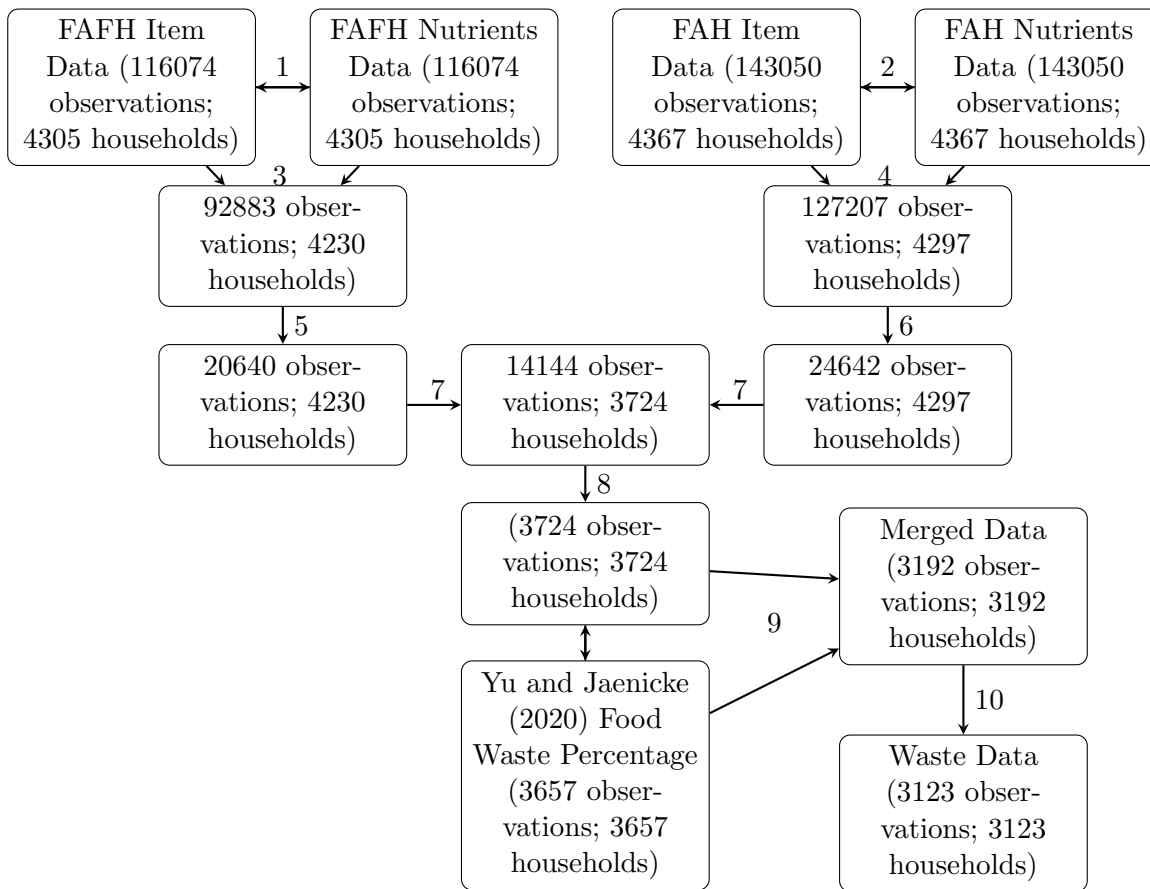 FAFH Item
Data (116074
observations;
4305 households)
1
FAFH Nutrients
Data (116074
observations;
4305 households)
FAH Item
Data (143050
observations;
4367 households)
2
FAH Nutrients
Data (143050
observations;
4367 households)
3
92883 obser-
vations; 4230
households)
4
127207 obser-
vations; 4297
households)
5
6
20640 obser-
vations; 4230
households)
7
14144 obser-
vations; 3724
households)
7
24642 obser-
vations; 4297
households)
8
(3724 obser-
vations; 3724
households)
9
Merged Data
(3192 obser-
vations; 3192
households)
Yu and Jaenicke
(2020) Food
Waste Percentage
(3657 obser-
vations; 3657
households)
10
Waste Data
(3123 obser-
vations; 3123
households)